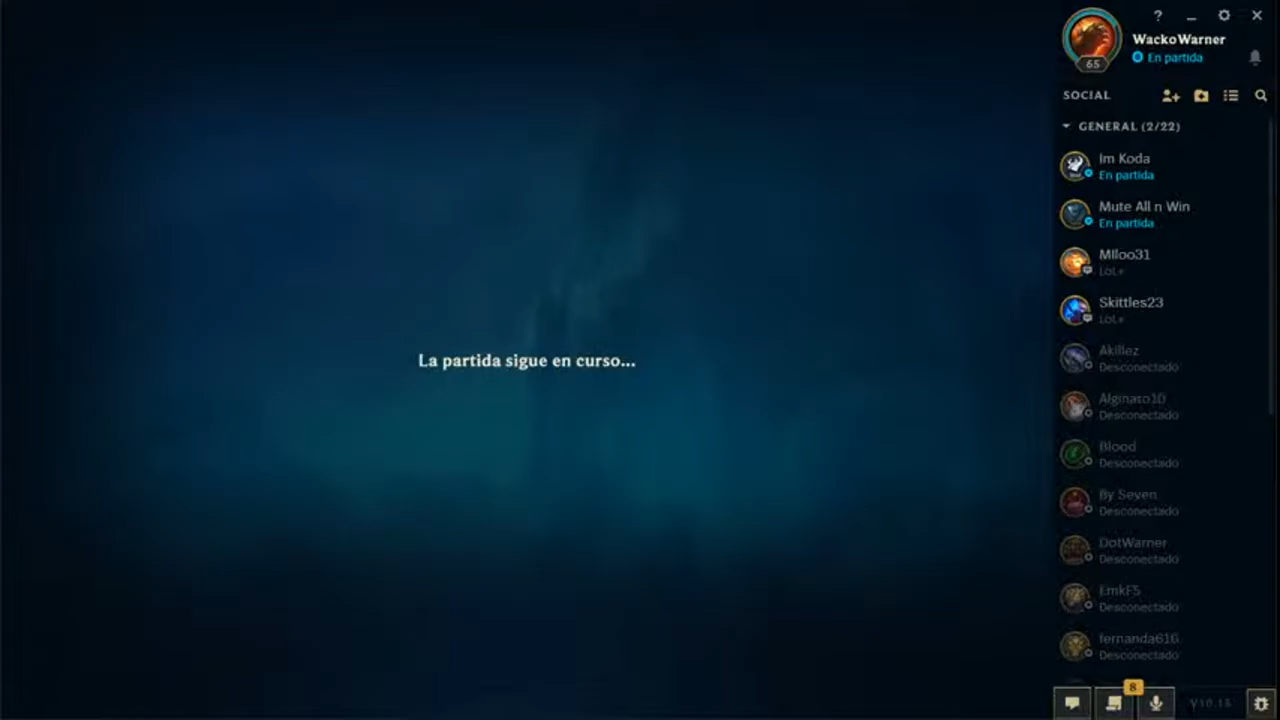 ?
WackoWarner
65
En partida
SOCIAL
GENERAL (2/22)
Im Koda
En partida
Mute All n Win
En partida
MIloo31
LoL+
Skittles23
LoL+
Akillez
Desconectado
Alginato10
Desconectado
Blood
Desconectado
By Seven
Desconectado
DotWarner
Desconectado
EmkFS
Desconectado
fernanda616
Desconectado
La partida sigue en curso...
8